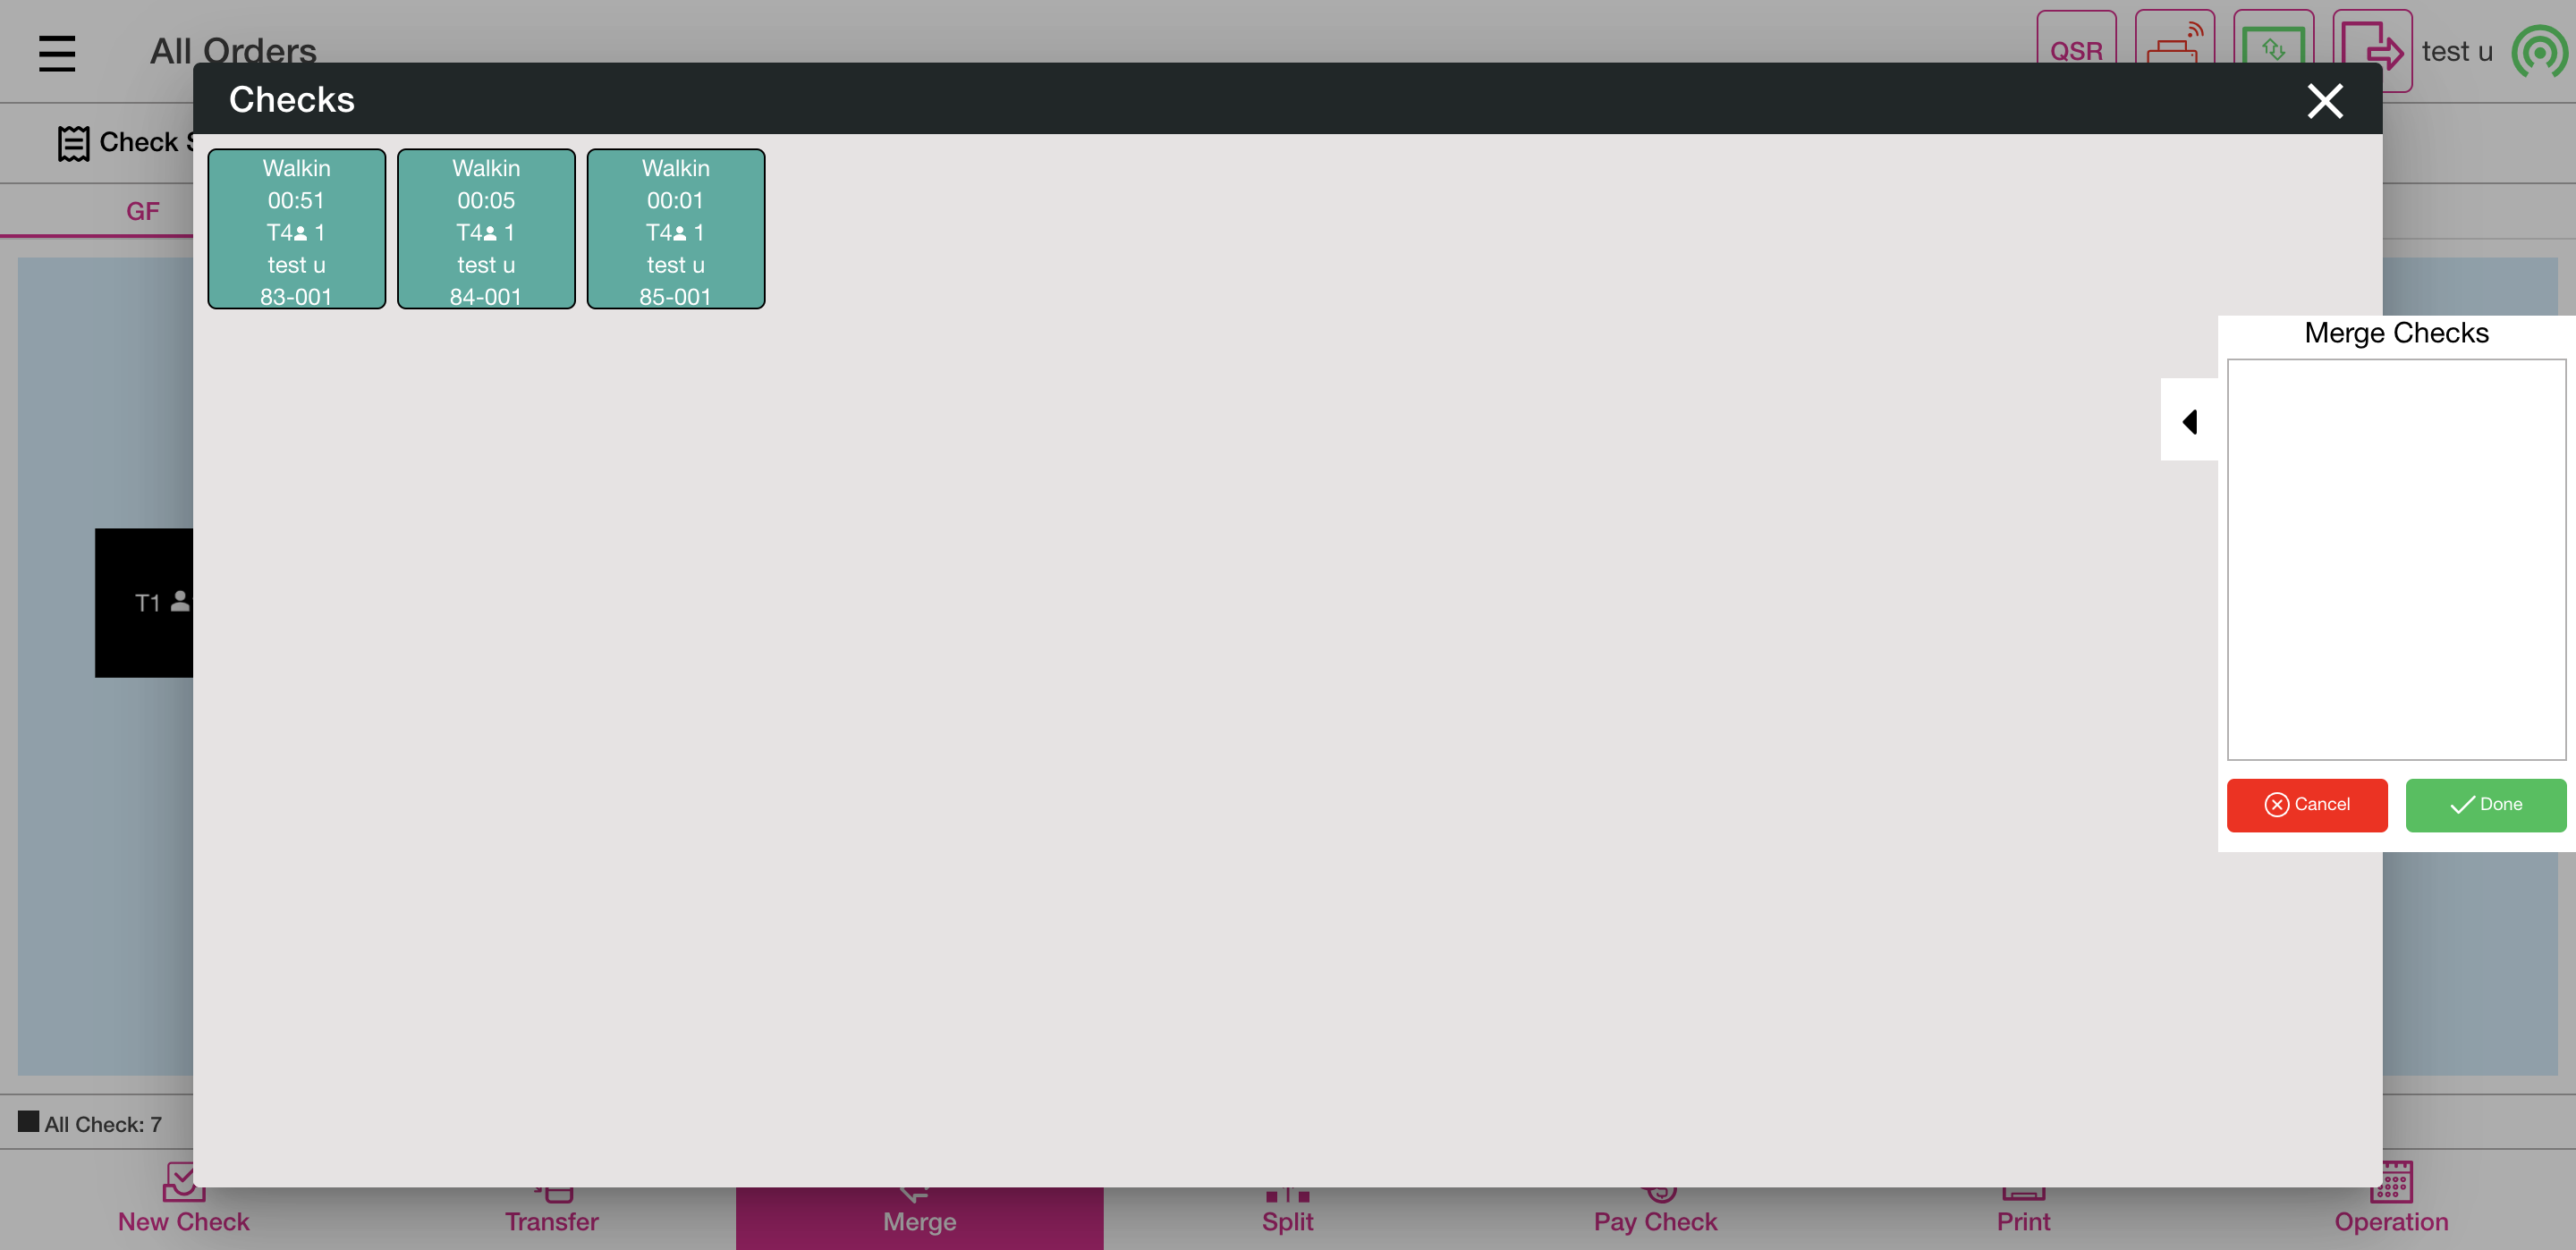 All Orders
QSR
test u
Checks
Check
GF
Walkin
00:51
T4 1
test u
83-001
Walkin
00:05
T4 1
test u
84-001
Walkin
00:01
T4 1
test u
85-001
Merge Checks
T1
Cancel
Done
All Check: 7
New Check
Transfer
Merge
Split
Pay Check
Print
Operation